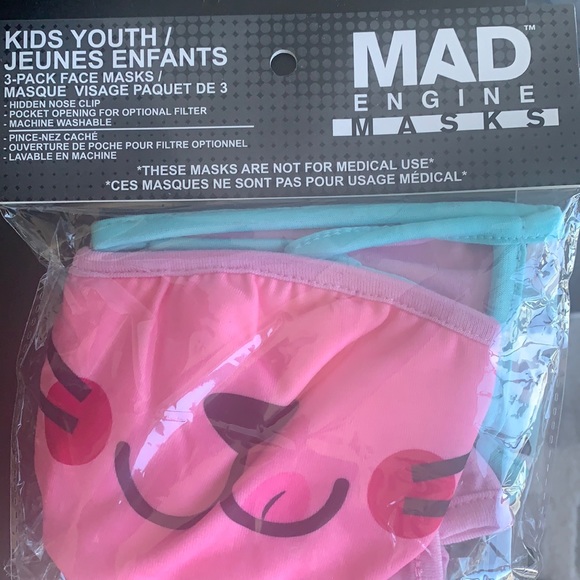 KIDS YOUTH /
JEUNES ENFANTS
3-PACK FACE MASKS /
MASQUE VISAGE PAQUET DE 3
- HIDDEN NOSE CLIP
- POCKET OPENING FOR OPTIONAL FILTER
- MACHINE WASHABLE
- PINCE-NEZ CACHÉ
- OUVERTURE DE POCHE POUR FILTRE OPTIONNEL
- LAVABLE EN MACHINE
MAD™
ENGINE
MASKS
*THESE MASKS ARE NOT FOR MEDICAL USE*
*CES MASQUES NE SONT PAS POUR USAGE MÉDICAL*